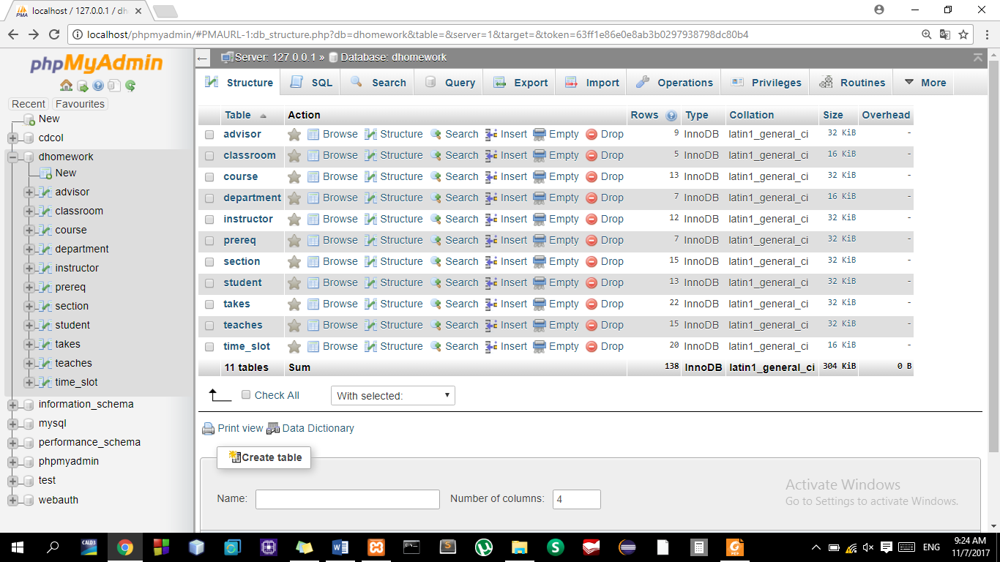 localhost / 127.0.0.1 / dh
localhost/phpmyadmin/#PMAURL-1:db_structure.php?db=dhomework&table=&server=1&target=&token=63ff1e86e0e8ab3b0297938798dc80b4
phpMyAdmin
Recent Favourites
New
cdcol
dhomework
New
advisor
classroom
course
department
instructor
prereq
section
student
takes
teaches
time_slot
information_schema
mysql
performance_schema
phpmyadmin
test
webauth
Server: 127.0.0.1 » Database: dhomework
Structure SQL Search Query Export Import Operations Privileges Routines More
Table Action Rows Type Collation Size Overhead
advisor Browse Structure Search Insert Empty Drop 9 InnoDB latin1_general_ci 32 KiB -
classroom Browse Structure Search Insert Empty Drop 5 InnoDB latin1_general_ci 16 KiB -
course Browse Structure Search Insert Empty Drop 13 InnoDB latin1_general_ci 32 KiB -
department Browse Structure Search Insert Empty Drop 7 InnoDB latin1_general_ci 16 KiB -
instructor Browse Structure Search Insert Empty Drop 12 InnoDB latin1_general_ci 32 KiB -
prereq Browse Structure Search Insert Empty Drop 7 InnoDB latin1_general_ci 32 KiB -
section Browse Structure Search Insert Empty Drop 15 InnoDB latin1_general_ci 32 KiB -
student Browse Structure Search Insert Empty Drop 13 InnoDB latin1_general_ci 32 KiB -
takes Browse Structure Search Insert Empty Drop 22 InnoDB latin1_general_ci 32 KiB -
teaches Browse Structure Search Insert Empty Drop 15 InnoDB latin1_general_ci 32 KiB -
time_slot Browse Structure Search Insert Empty Drop 20 InnoDB latin1_general_ci 16 KiB -
11 tables Sum 138 InnoDB latin1_general_ci 304 KiB 0 B
Check All With selected:
Print view Data Dictionary
Create table
Name: Number of columns: 4
Activate Windows
Go to Settings to activate Windows.
CALD3
PDF
ENG
9:24 AM
11/7/2017